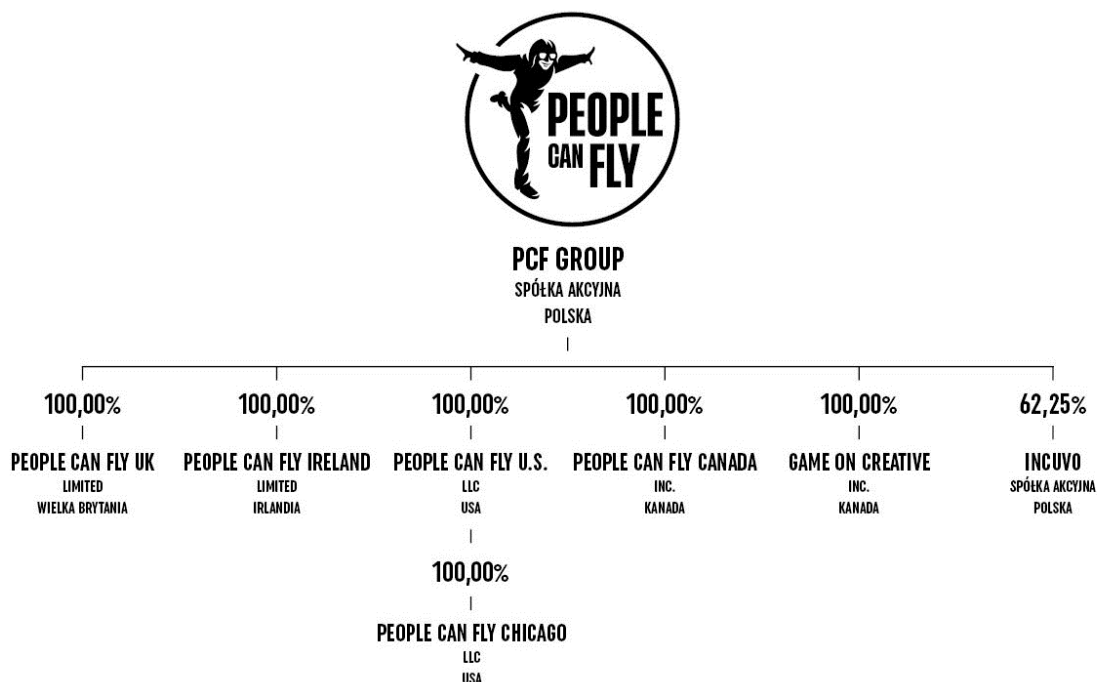 PEOPLE
CAN FLY
PCF GROUP
SPÓŁKA AKCYJNA
POLSKA
100,00%
100,00%
100,00%
100,00%
100,00%
62,25%
PEOPLE CAN FLY UK
LIMITED
WIELKA BRYTANIA
PEOPLE CAN FLY IRELAND
LIMITED
IRLANDIA
PEOPLE CAN FLY U.S.
LLC
USA
PEOPLE CAN FLY CANADA
INC.
KANADA
GAME ON CREATIVE
INC.
KANADA
INCUVO
SPÓŁKA AKCYJNA
POLSKA
100,00%
PEOPLE CAN FLY CHICAGO
LLC
USA